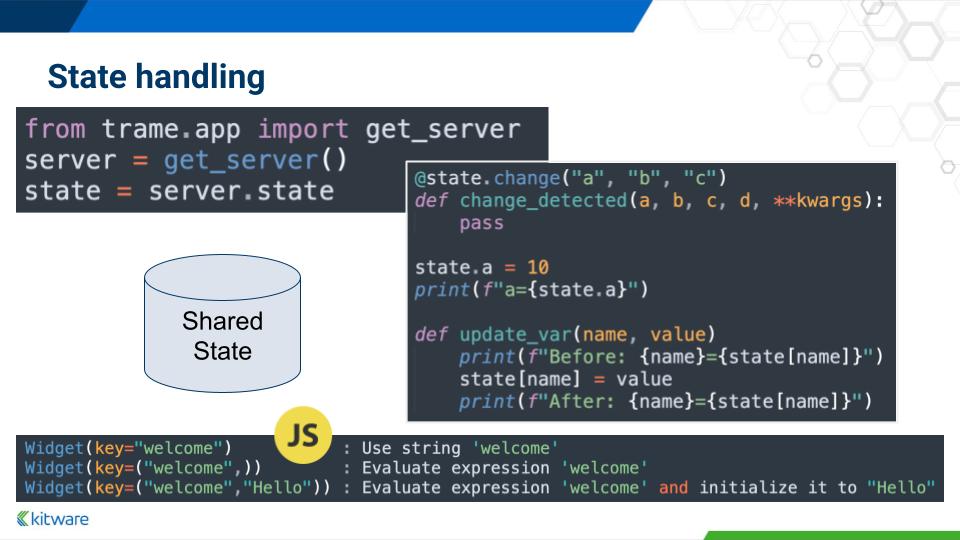 State handling
from trame.app import get_server
server = get_server()
state = server.state
@state.change("a", "b", "c")
def change_detected(a, b, c, d, **kwargs):
    pass
state.a = 10
print(f"a={state.a}")
def update_var(name, value)
    print(f"Before: {name}={state[name]}")
    state[name] = value
    print(f"After: {name}={state[name]}")
Shared
State
JS
Widget(key="welcome")            : Use string 'welcome'
Widget(key=("welcome",))         : Evaluate expression 'welcome'
Widget(key=("welcome","Hello")) : Evaluate expression 'welcome' and initialize it to "Hello"
kitware